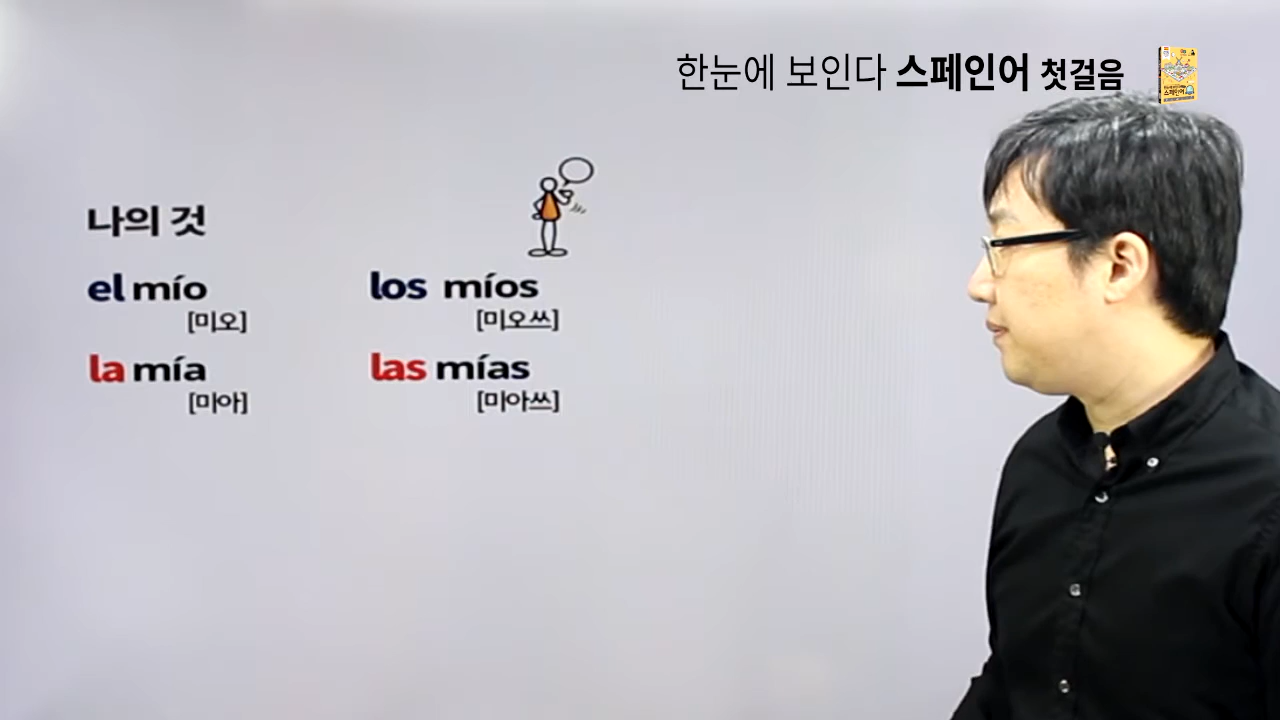 한눈에 보인다 스페인어 첫걸음
나의 것
el mío
[미오]
los míos
[미오쓰]
la mía
[미아]
las mías
[미아쓰]